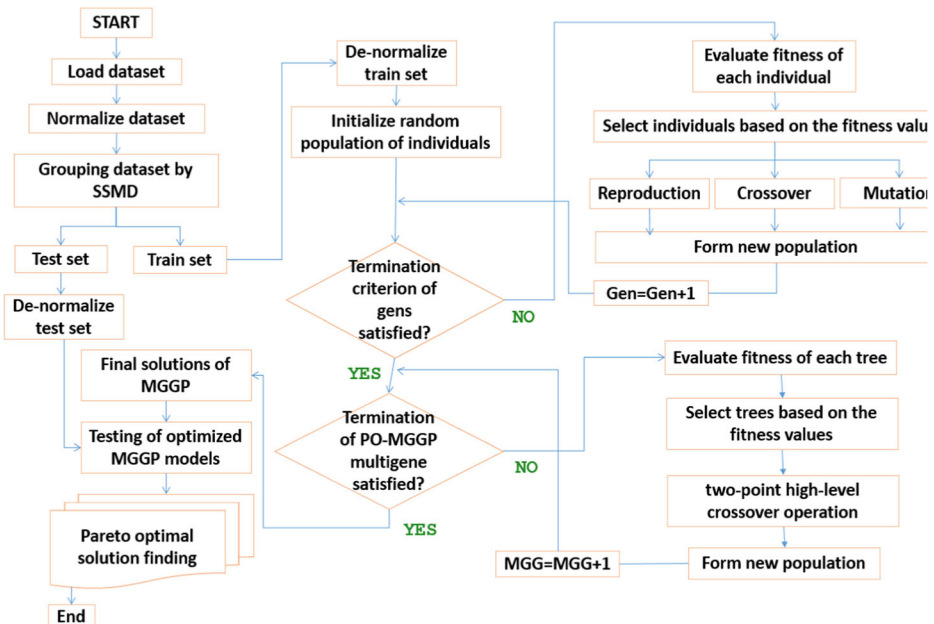 START
Load dataset
Normalize dataset
Grouping dataset by
SSMD
Test set
Train set
De-normalize
test set
De-normalize
train set
Initialize random
population of individuals
Termination
criterion of
gens
satisfied?
NO
YES
Evaluate fitness of
each individual
Select individuals based on the fitness valu
Reproduction
Crossover
Mutation
Form new population
Gen=Gen+1
Termination
of PO-MGGP
multigene
satisfied?
NO
YES
Evaluate fitness of each tree
Select trees based on the
fitness values
two-point high-level
crossover operation
Form new population
MGG=MGG+1
Final solutions of
MGGP
Testing of optimized
MGGP models
Pareto optimal
solution finding
End